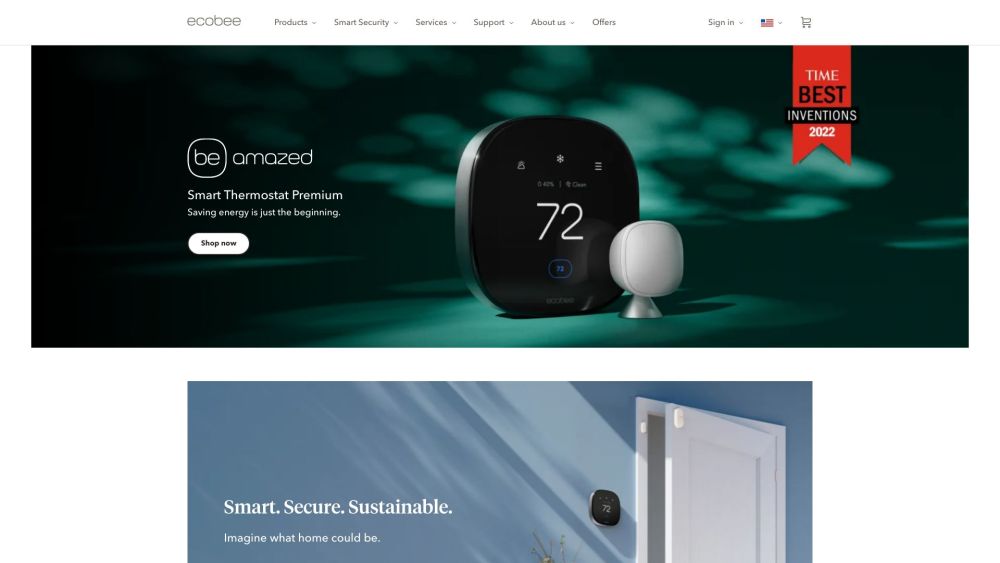 ecobee
Products
Smart Security
Services
Support
About us
Offers
Sign in
TIME
BEST
INVENTIONS
2022
be amazed
Smart Thermostat Premium
Saving energy is just the beginning.
Shop now
40%
Clean
72
72
ecobee
Smart. Secure. Sustainable.
Imagine what home could be.
72